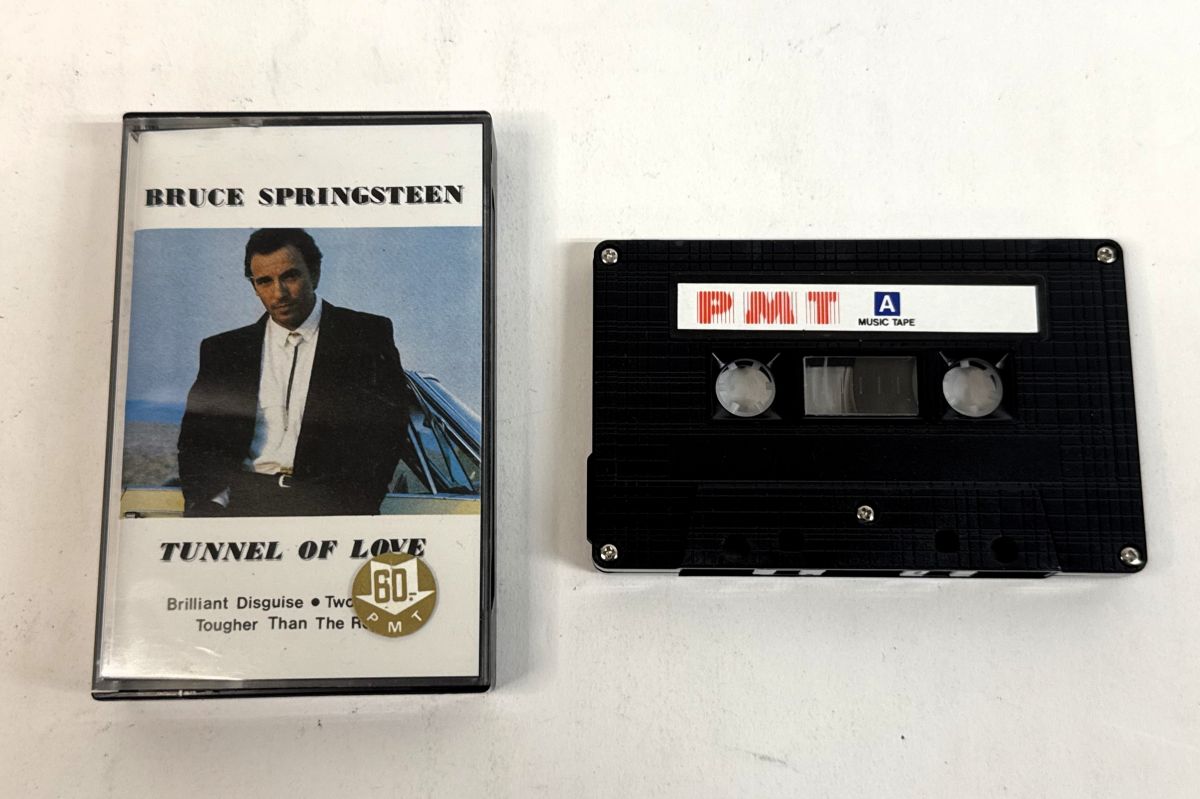 BRUCE SPRINGSTEEN
TUNNEL OF LOVE
Brilliant Disguise • Two
Tougher Than The
60.-
PMT
PMT A
MUSIC TAPE